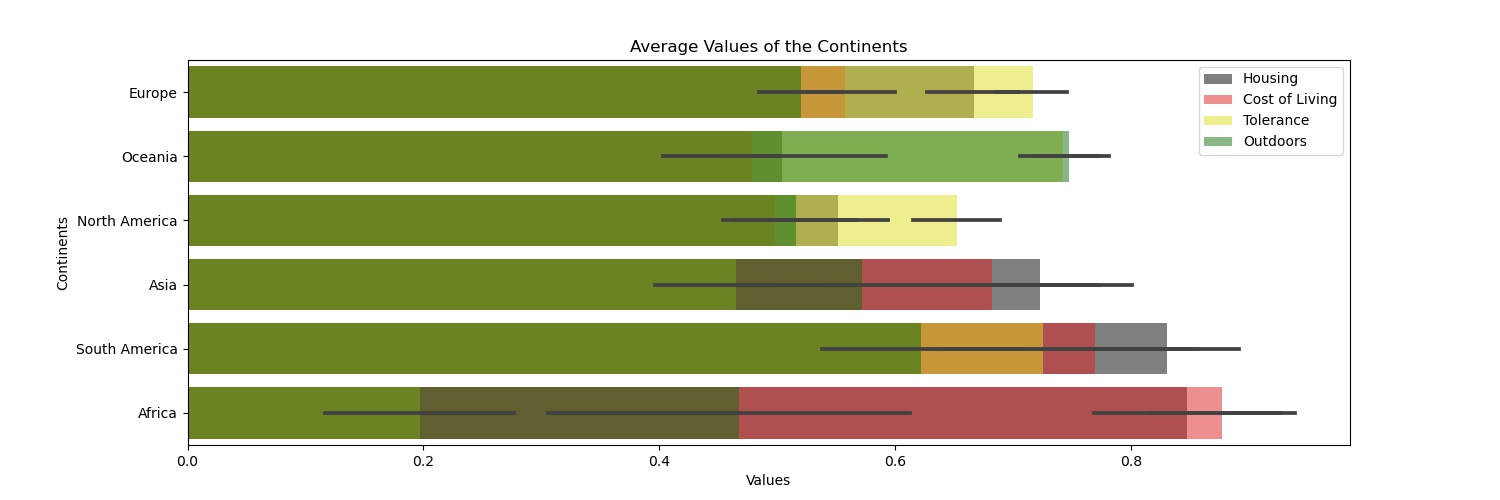 Average Values of the Continents
Housing
Cost of Living
Tolerance
Outdoors
Europe
Oceania
North America
Asia
South America
Africa
Continents
0.0 0.2 0.4 0.6 0.8
Values